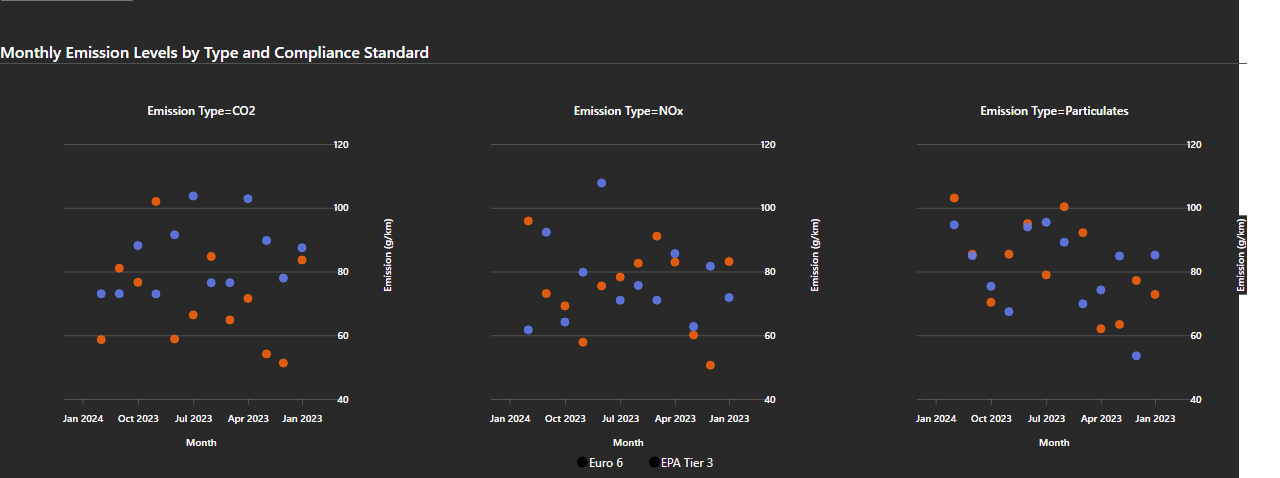 Monthly Emission Levels by Type and Compliance Standard
Emission Type=CO2
120
100
80
60
40
Emission (g/km)
Jan 2024 Oct 2023 Jul 2023 Apr 2023 Jan 2023
Month
Emission Type=NOx
120
100
80
60
40
Emission (g/km)
Jan 2024 Oct 2023 Jul 2023 Apr 2023 Jan 2023
Month
Emission Type=Particulates
120
100
80
60
40
Emission (g/km)
Jan 2024 Oct 2023 Jul 2023 Apr 2023 Jan 2023
Month
Euro 6 EPA Tier 3